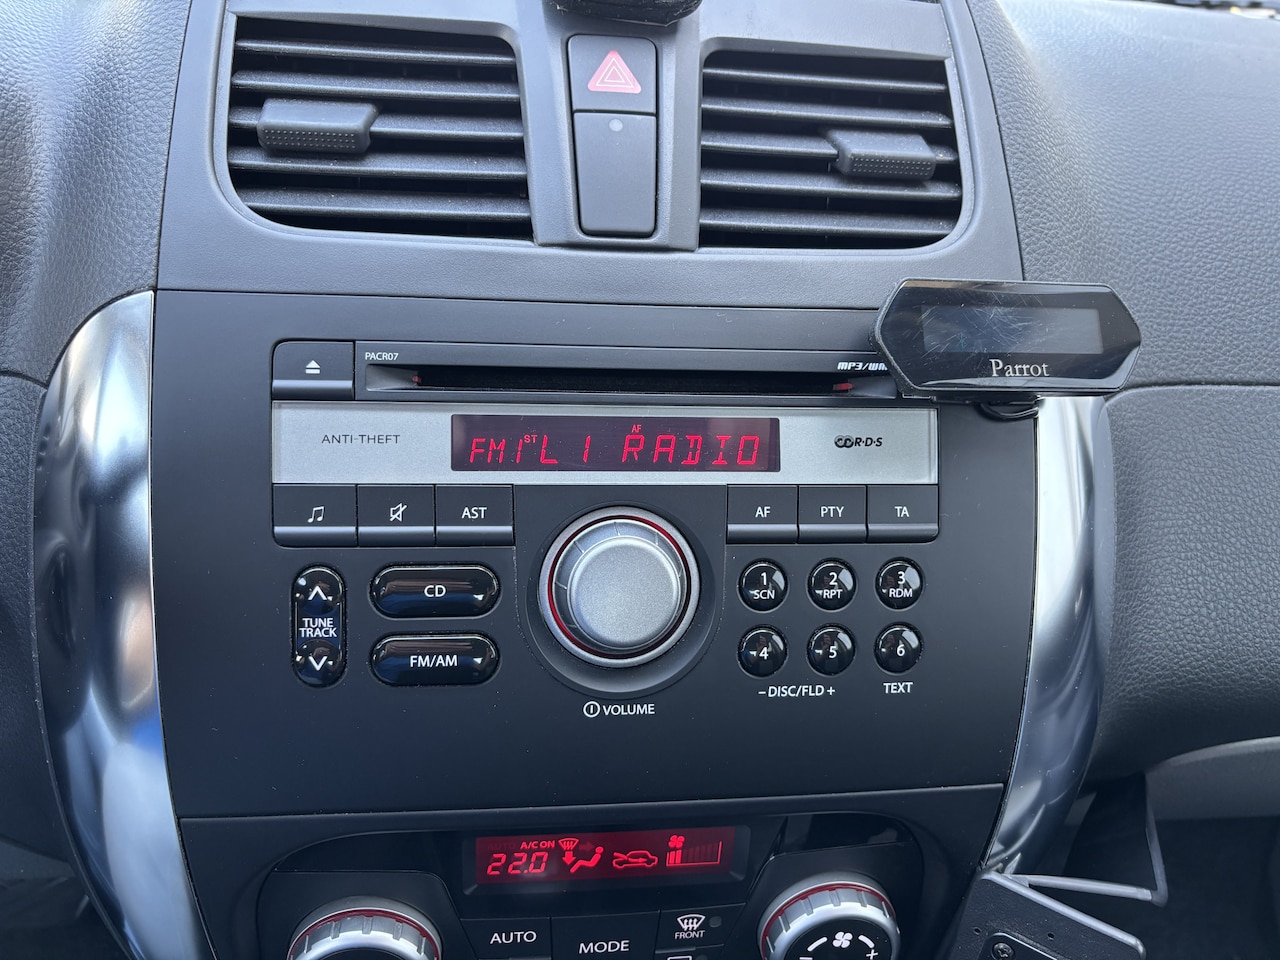 PACR07
MP3/WM
Parrot
ANTI-THEFT
AF
FM1 ST L1 RADIO
R·D·S
AST
AF
PTY
TA
TUNE
TRACK
CD
FM/AM
VOLUME
1
SCN
2
RPT
3
RDM
4
5
6
– DISC/FLD +
TEXT
AUTO
A/C ON
22.0
AUTO
MODE
FRONT
– +